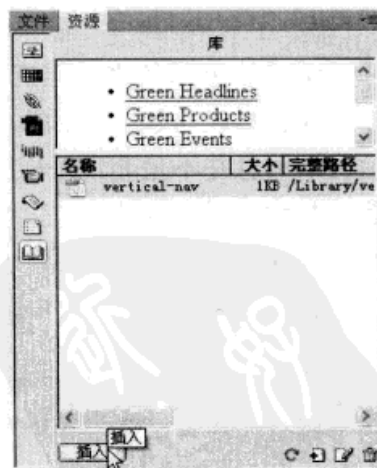 文件 资源
库
• Green Headlines
• Green Products
• Green Events
名称 大小 完整路径
vertical-nav 1KB /Library/ve
插入
插入